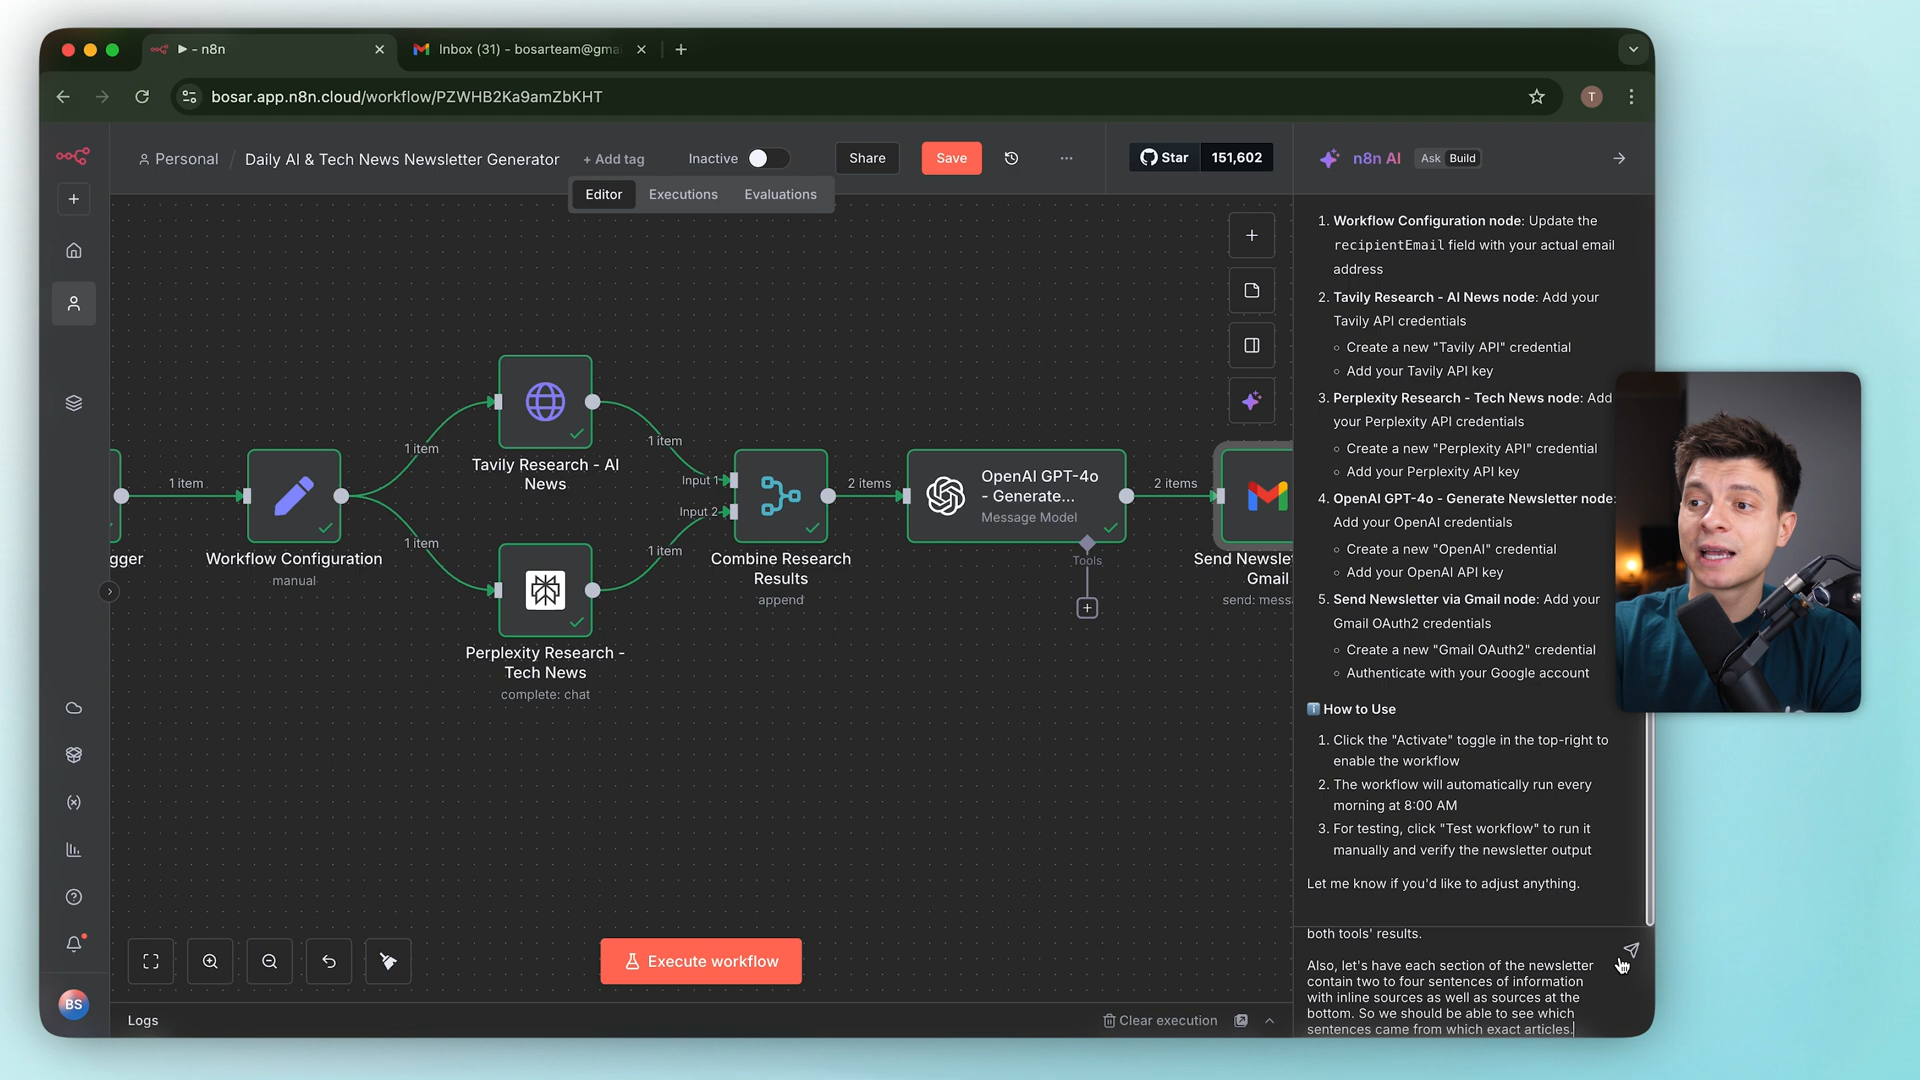 - n8n
Inbox (31) - bosarteam@gma
bosar.app.n8n.cloud/workflow/PZWHB2Ka9amZbKHT
T
Personal / Daily AI & Tech News Newsletter Generator
+ Add tag
Inactive
Share
Save
Star 151,602
n8n AI
Ask Build
Editor
Executions
Evaluations
1. Workflow Configuration node: Update the
recipientEmail field with your actual email
address
2. Tavily Research - AI News node: Add your
Tavily API credentials
Create a new "Tavily API" credential
Add your Tavily API key
3. Perplexity Research - Tech News node: Add
your Perplexity API credentials
Create a new "Perplexity API" credential
Add your Perplexity API key
4. OpenAI GPT-4o - Generate Newsletter node:
Add your OpenAI credentials
Create a new "OpenAI" credential
Add your OpenAI API key
5. Send Newsletter via Gmail node: Add your
Gmail OAuth2 credentials
Create a new "Gmail OAuth2" credential
Authenticate with your Google account
How to Use
1. Click the "Activate" toggle in the top-right to
enable the workflow
2. The workflow will automatically run every
morning at 8:00 AM
3. For testing, click "Test workflow" to run it
manually and verify the newsletter output
Let me know if you'd like to adjust anything.
both tools' results.
Also, let's have each section of the newsletter
contain two to four sentences of information
with inline sources as well as sources at the
bottom. So we should be able to see which
sentences came from which exact articles.
gger
1 item
Workflow Configuration
manual
1 item
1 item
Tavily Research - AI
News
Perplexity Research -
Tech News
complete: chat
1 item
1 item
Input 1
Input 2
Combine Research
Results
append
2 items
OpenAI GPT-4o
- Generate...
Message Model
Tools
2 items
Send Newsle
Gmail
send: mess
Execute workflow
BS
Logs
Clear execution